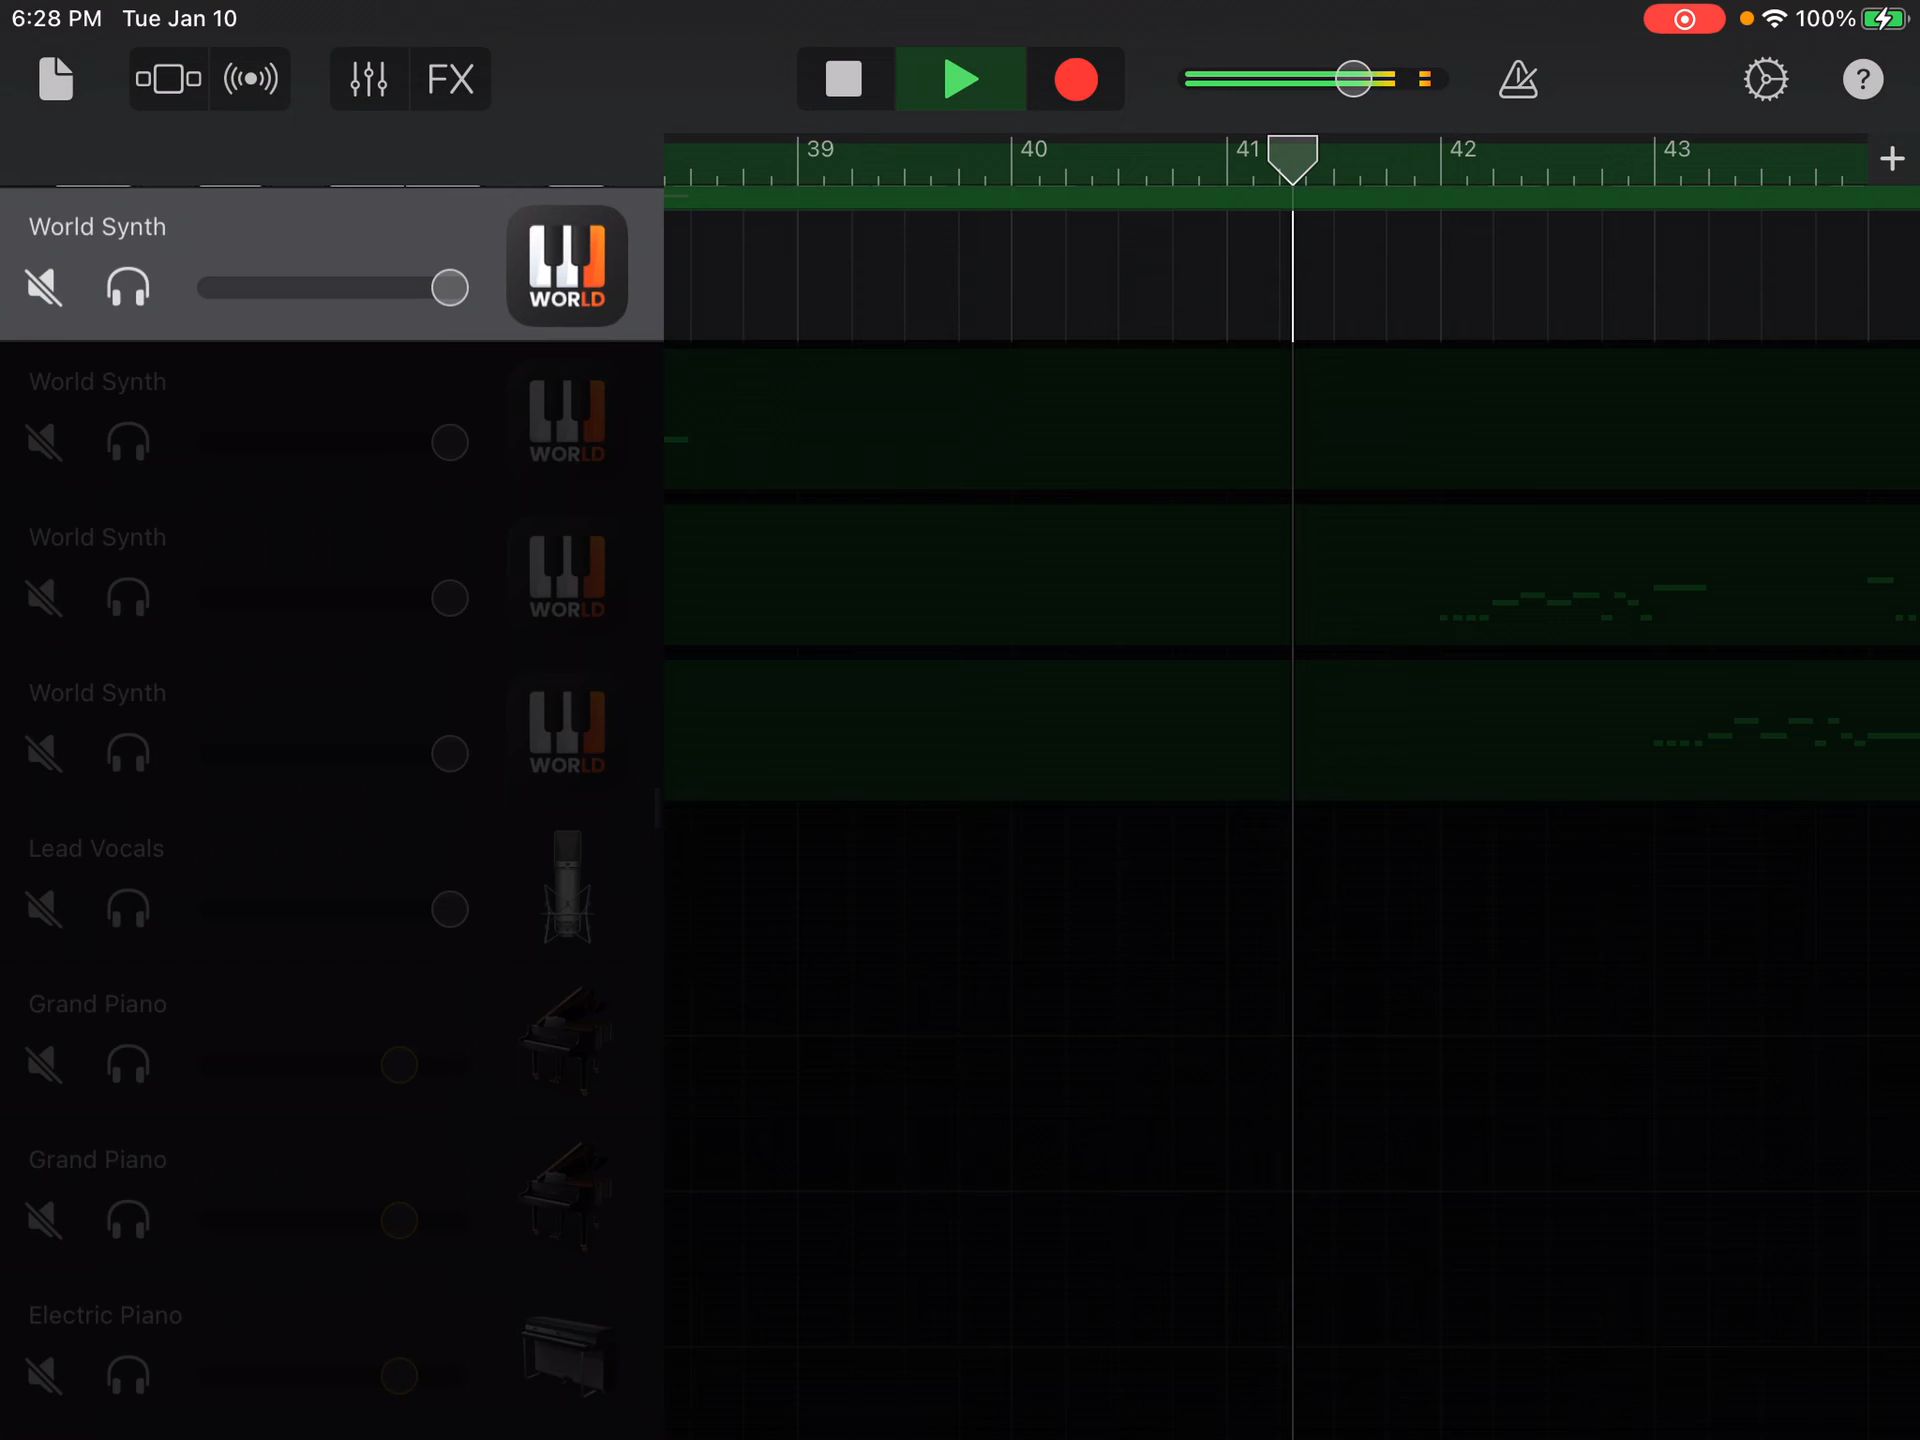 6:28 PM Tue Jan 10 100%
FX ?
39 40 41 42 43 +
World Synth
WORLD
World Synth
WORLD
World Synth
WORLD
World Synth
WORLD
Lead Vocals
Grand Piano
Grand Piano
Electric Piano